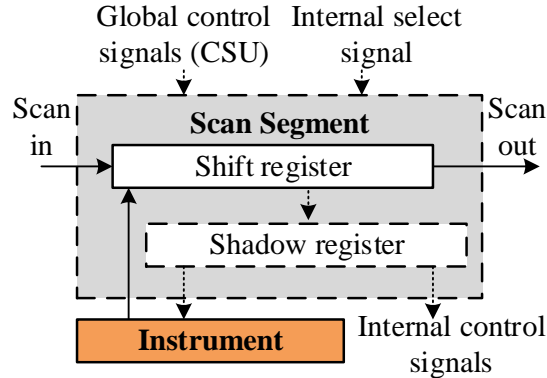 Global control
signals (CSU)
Internal select
signal
Scan
in
Scan Segment
Scan
out
Shift register
Shadow register
Instrument
Internal control
signals